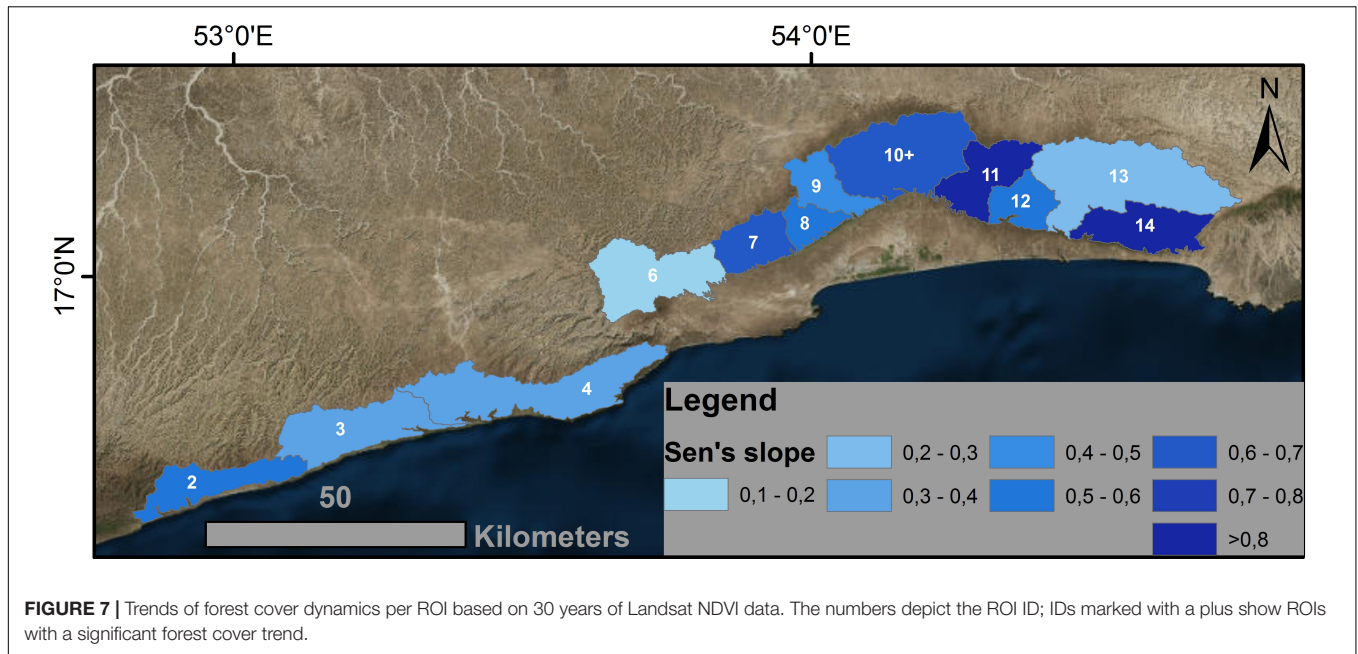 53°0'E
54°0'E
N
10+
11
13
9
12
8
14
7
17°0'N
6
4
3
2
50
Kilometers
Legend
Sen's slope
0,2 - 0,3
0,4 - 0,5
0,6 - 0,7
0,1 - 0,2
0,3 - 0,4
0,5 - 0,6
0,7 - 0,8
>0,8
FIGURE 7 | Trends of forest cover dynamics per ROI based on 30 years of Landsat NDVI data. The numbers depict the ROI ID; IDs marked with a plus show ROIs
with a significant forest cover trend.